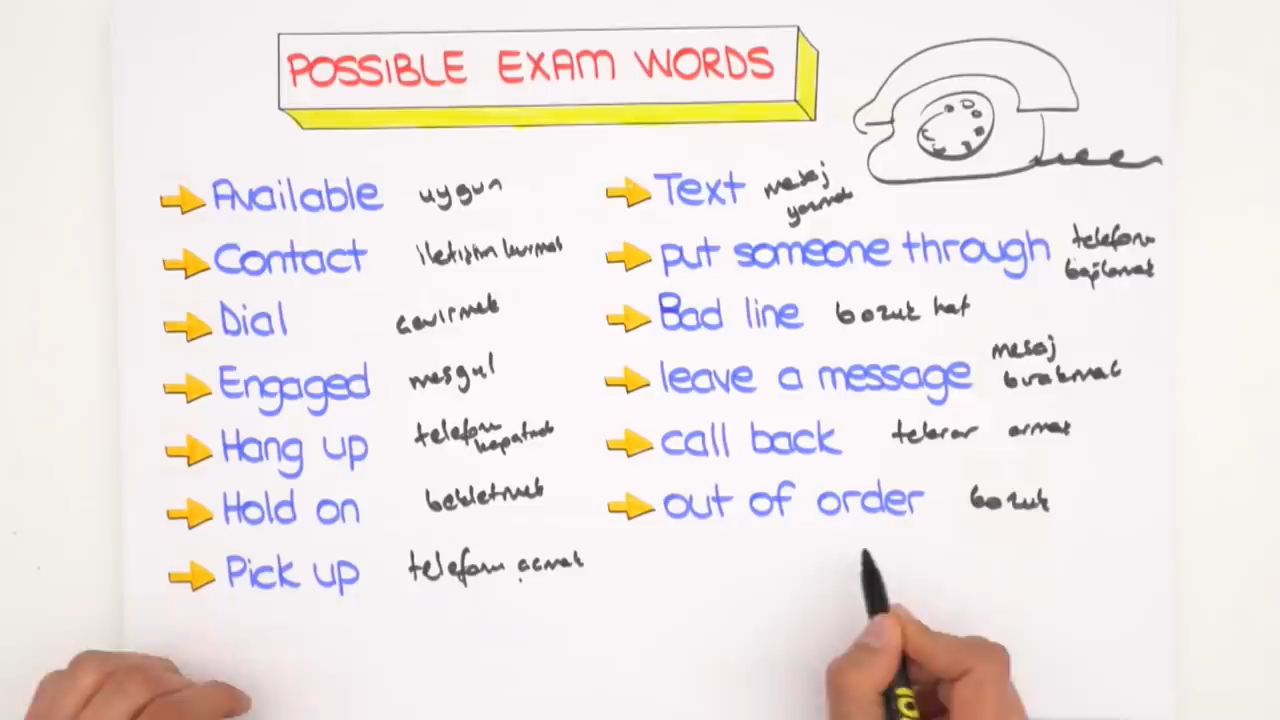 POSSIBLE EXAM WORDS
Available uygun
Contact iletişim kurmak
Dial çevirmek
Engaged mesgul
Hang up telefonu
kapatmak
Hold on bekletmek
Pick up telefonu açmak
Text mesaj
yazmak
put someone through telefonu
bağlamak
Bad line bozuk hat
leave a message mesaj
bırakmak
call back tekrar aramak
out of order bozuk